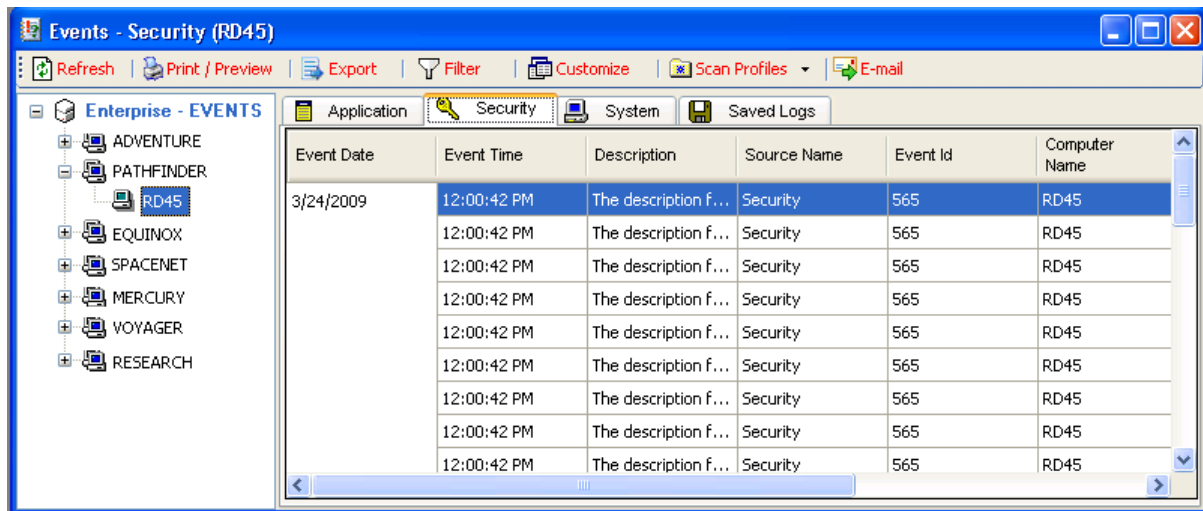 Events - Security (RD45)
Refresh Print / Preview Export Filter Customize Scan Profiles E-mail
Enterprise - EVENTS
ADVENTURE
PATHFINDER
RD45
EQUINOX
SPACENET
MERCURY
VOYAGER
RESEARCH
Application Security System Saved Logs
Event Date Event Time Description Source Name Event Id Computer Name
3/24/2009 12:00:42 PM The description f... Security 565 RD45
12:00:42 PM The description f... Security 565 RD45
12:00:42 PM The description f... Security 565 RD45
12:00:42 PM The description f... Security 565 RD45
12:00:42 PM The description f... Security 565 RD45
12:00:42 PM The description f... Security 565 RD45
12:00:42 PM The description f... Security 565 RD45
12:00:42 PM The description f... Security 565 RD45
12:00:42 PM The description f... Security 565 RD45